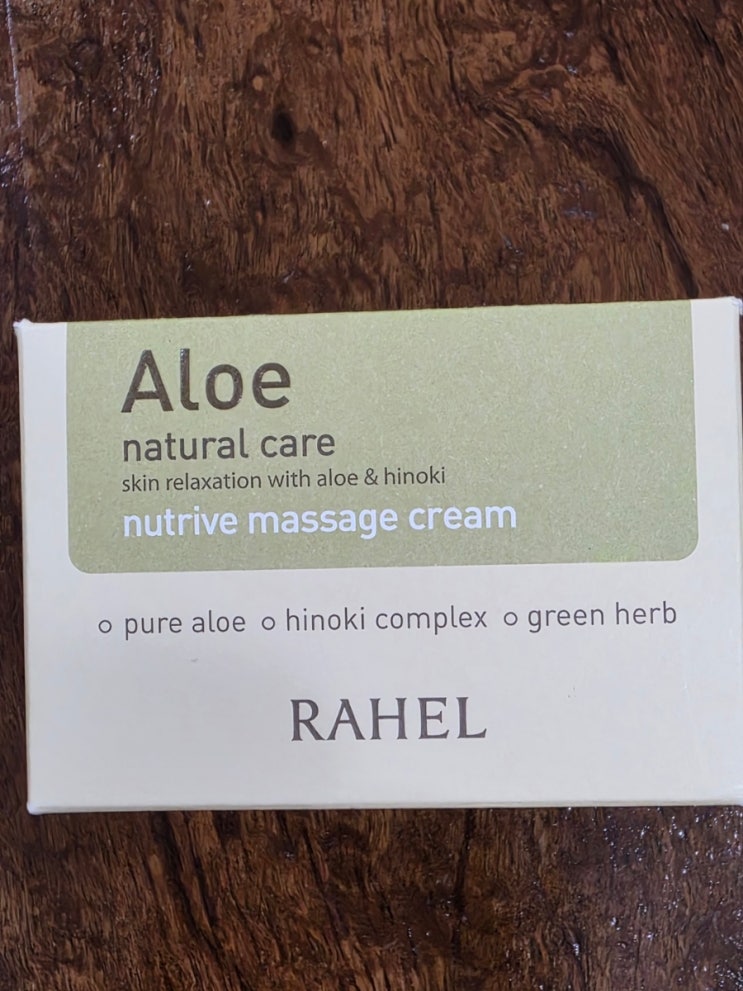 Aloe
natural care
skin relaxation with aloe & hinoki
nutrive massage cream
o pure aloe o hinoki complex o green herb
RAHEL